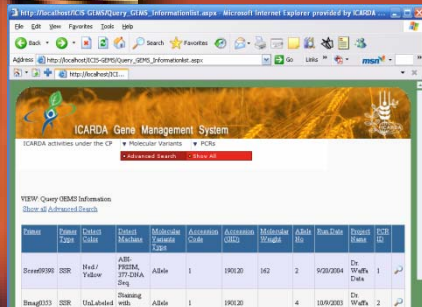 http://localhost/ICIS-GEMS/Query_GEMS_Informationlist.aspx - Microsoft Internet Explorer provided by ICARDA
File Edit View Favorites Tools Help
Back Search Favorites
Address http://localhost/ICIS-GEMS/Query_GEMS_Informationlist.aspx Go Links
msn
http://localhost/ICI...
ICARDA Gene Management System
ICARDA activities under the CP Molecular Variants PCRs
Advanced Search Show All
VIEW: Query GEMS Information
Show all Advanced Search
Primer Primer Type Detect Color Detect Machine Molecular Variants Type Accession Code Accession (GID) Molecular Weight Allele No Run Date Project Name PCR ID
Scssr09398 SSR Ned / Yellow ABI-PRISM, 377-DNA Seq Allele 1 190120 162 2 9/20/2004 Dr. Waffa Data 1
Bmag0353 SSR UnLabeled Staining with Allele 1 190120 4 10/9/2003 Dr. Waffa 2